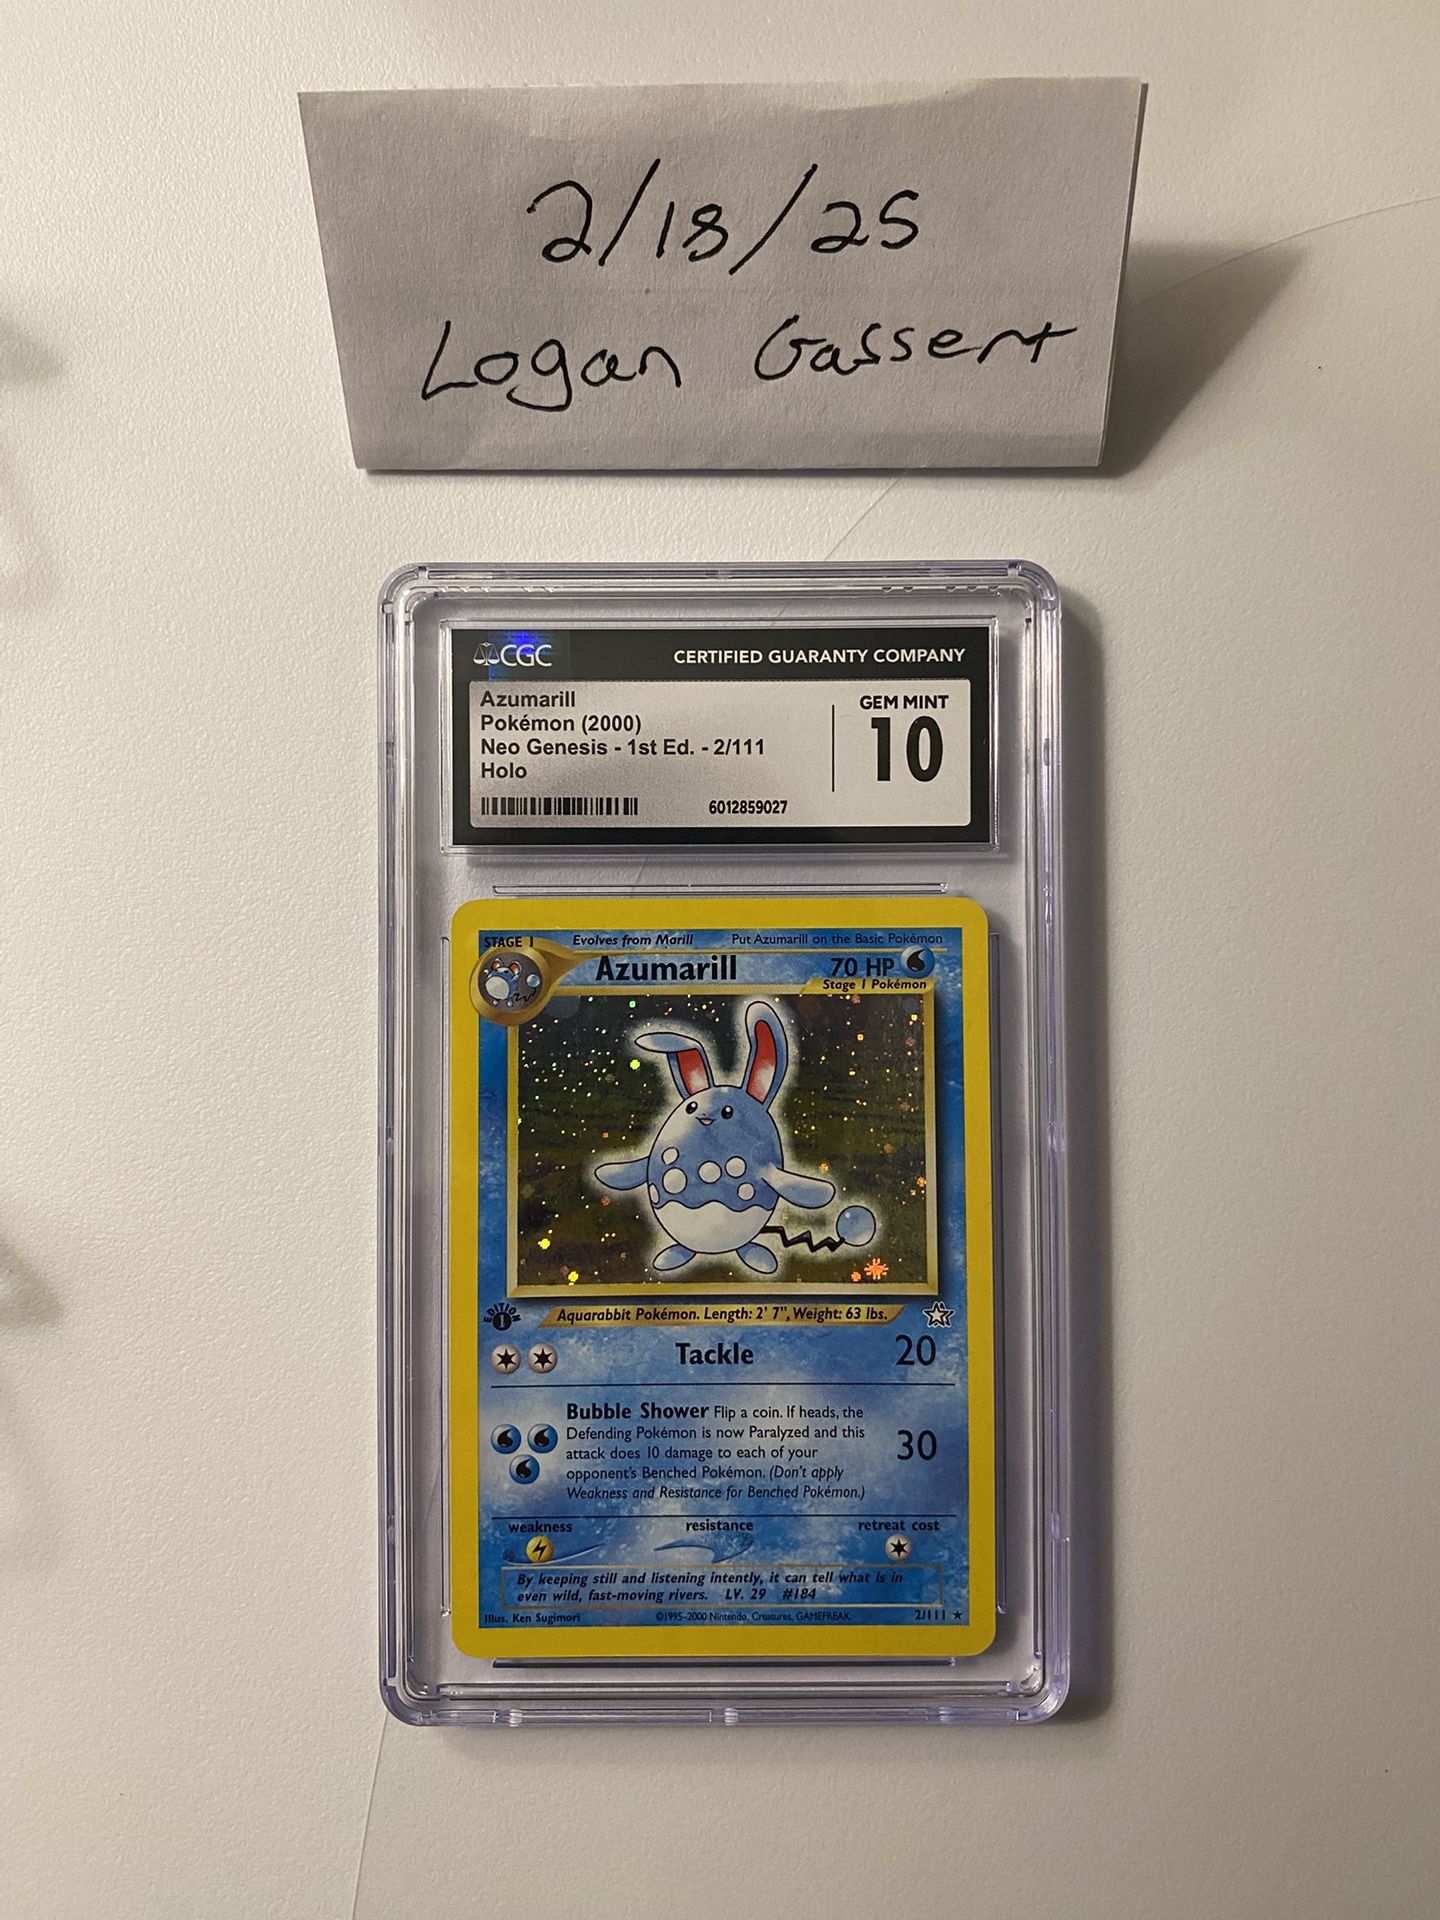 2/18/25
Logan Gassert
CGC CERTIFIED GUARANTY COMPANY
Azumarill
Pokémon (2000)
Neo Genesis - 1st Ed. - 2/111
Holo
GEM MINT
10
6012859027
STAGE 1 Evolves from Marill Put Azumarill on the Basic Pokémon
Azumarill 70 HP
Stage 1 Pokémon
EDITION
1
Aquarabbit Pokémon. Length: 2' 7", Weight: 63 lbs.
Tackle 20
Bubble Shower Flip a coin. If heads, the
Defending Pokémon is now Paralyzed and this
attack does 10 damage to each of your
opponent's Benched Pokémon. (Don't apply
Weakness and Resistance for Benched Pokémon.)
30
weakness resistance retreat cost
By keeping still and listening intently, it can tell what is in
even wild, fast-moving rivers. LV. 29 #184
Illus. Ken Sugimori ©1995-2000 Nintendo, Creatures, GAMEFREAK. 2/111 ★